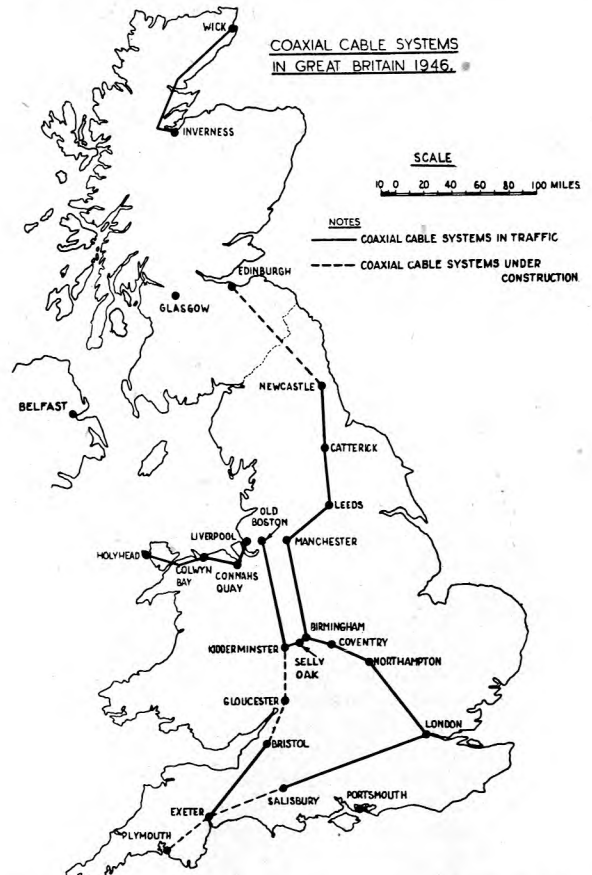 WICK
COAXIAL CABLE SYSTEMS
IN GREAT BRITAIN 1946.
INVERNESS
SCALE
10 0 20 40 60 80 100 MILES
NOTES
COAXIAL CABLE SYSTEMS IN TRAFFIC
COAXIAL CABLE SYSTEMS UNDER
CONSTRUCTION.
EDINBURGH
GLASGOW
NEWCASTLE
BELFAST
CATTERICK
LEEDS
OLD
BOSTON
LIVERPOOL
MANCHESTER
HOLYHEAD
COLWYN
BAY
CONNAHS
QUAY
BIRMINGHAM
KIDDERMINSTER
COVENTRY
SELLY
OAK
NORTHAMPTON
GLOUCESTER
LONDON
BRISTOL
SALISBURY
PORTSMOUTH
EXETER
PLYMOUTH